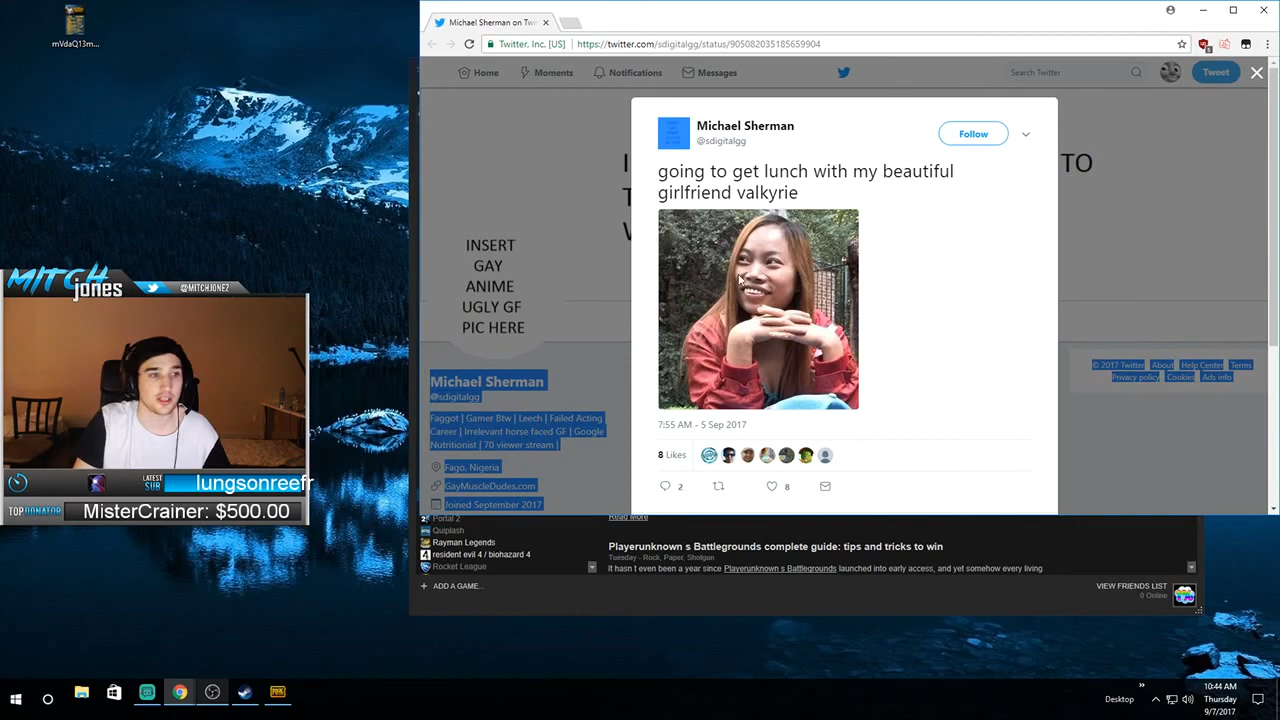 mVdaQ13m...
Michael Sherman on Twi
Twitter, Inc. [US]
https://twitter.com/sdigitalgg/status/905082035185659904
Home
Moments
Notifications
Messages
Search Twitter
Tweet
Michael Sherman
@sdigitalgg
Follow
going to get lunch with my beautiful
girlfriend valkyrie
7:55 AM - 5 Sep 2017
8 Likes
2
8
I
T
W
TO
INSERT
GAY
ANIME
UGLY GF
PIC HERE
Michael Sherman
@sdigitalgg
Faggot | Gamer Btw | Leech | Failed Acting
Career | Irrelevant horse faced GF | Google
Nutritionist | 70 viewer stream |
Fago, Nigeria
GayMuscleDudes.com
Joined September 2017
© 2017 Twitter About Help Center Terms
Privacy policy Cookies Ads info
MITCH
jones
@MITCHJONEZ
LATEST
SUB
lungsonreefr
TOPDONATOR
MisterCrainer: $500.00
Portal 2
Quiplash
Rayman Legends
resident evil 4 / biohazard 4
Rocket League
+ ADD A GAME...
Read More
Playerunknown s Battlegrounds complete guide: tips and tricks to win
Tuesday - Rock, Paper, Shotgun
It hasn t even been a year since Playerunknown s Battlegrounds launched into early access, and yet somehow every living
VIEW FRIENDS LIST
0 Online
Desktop
10:44 AM
Thursday
9/7/2017